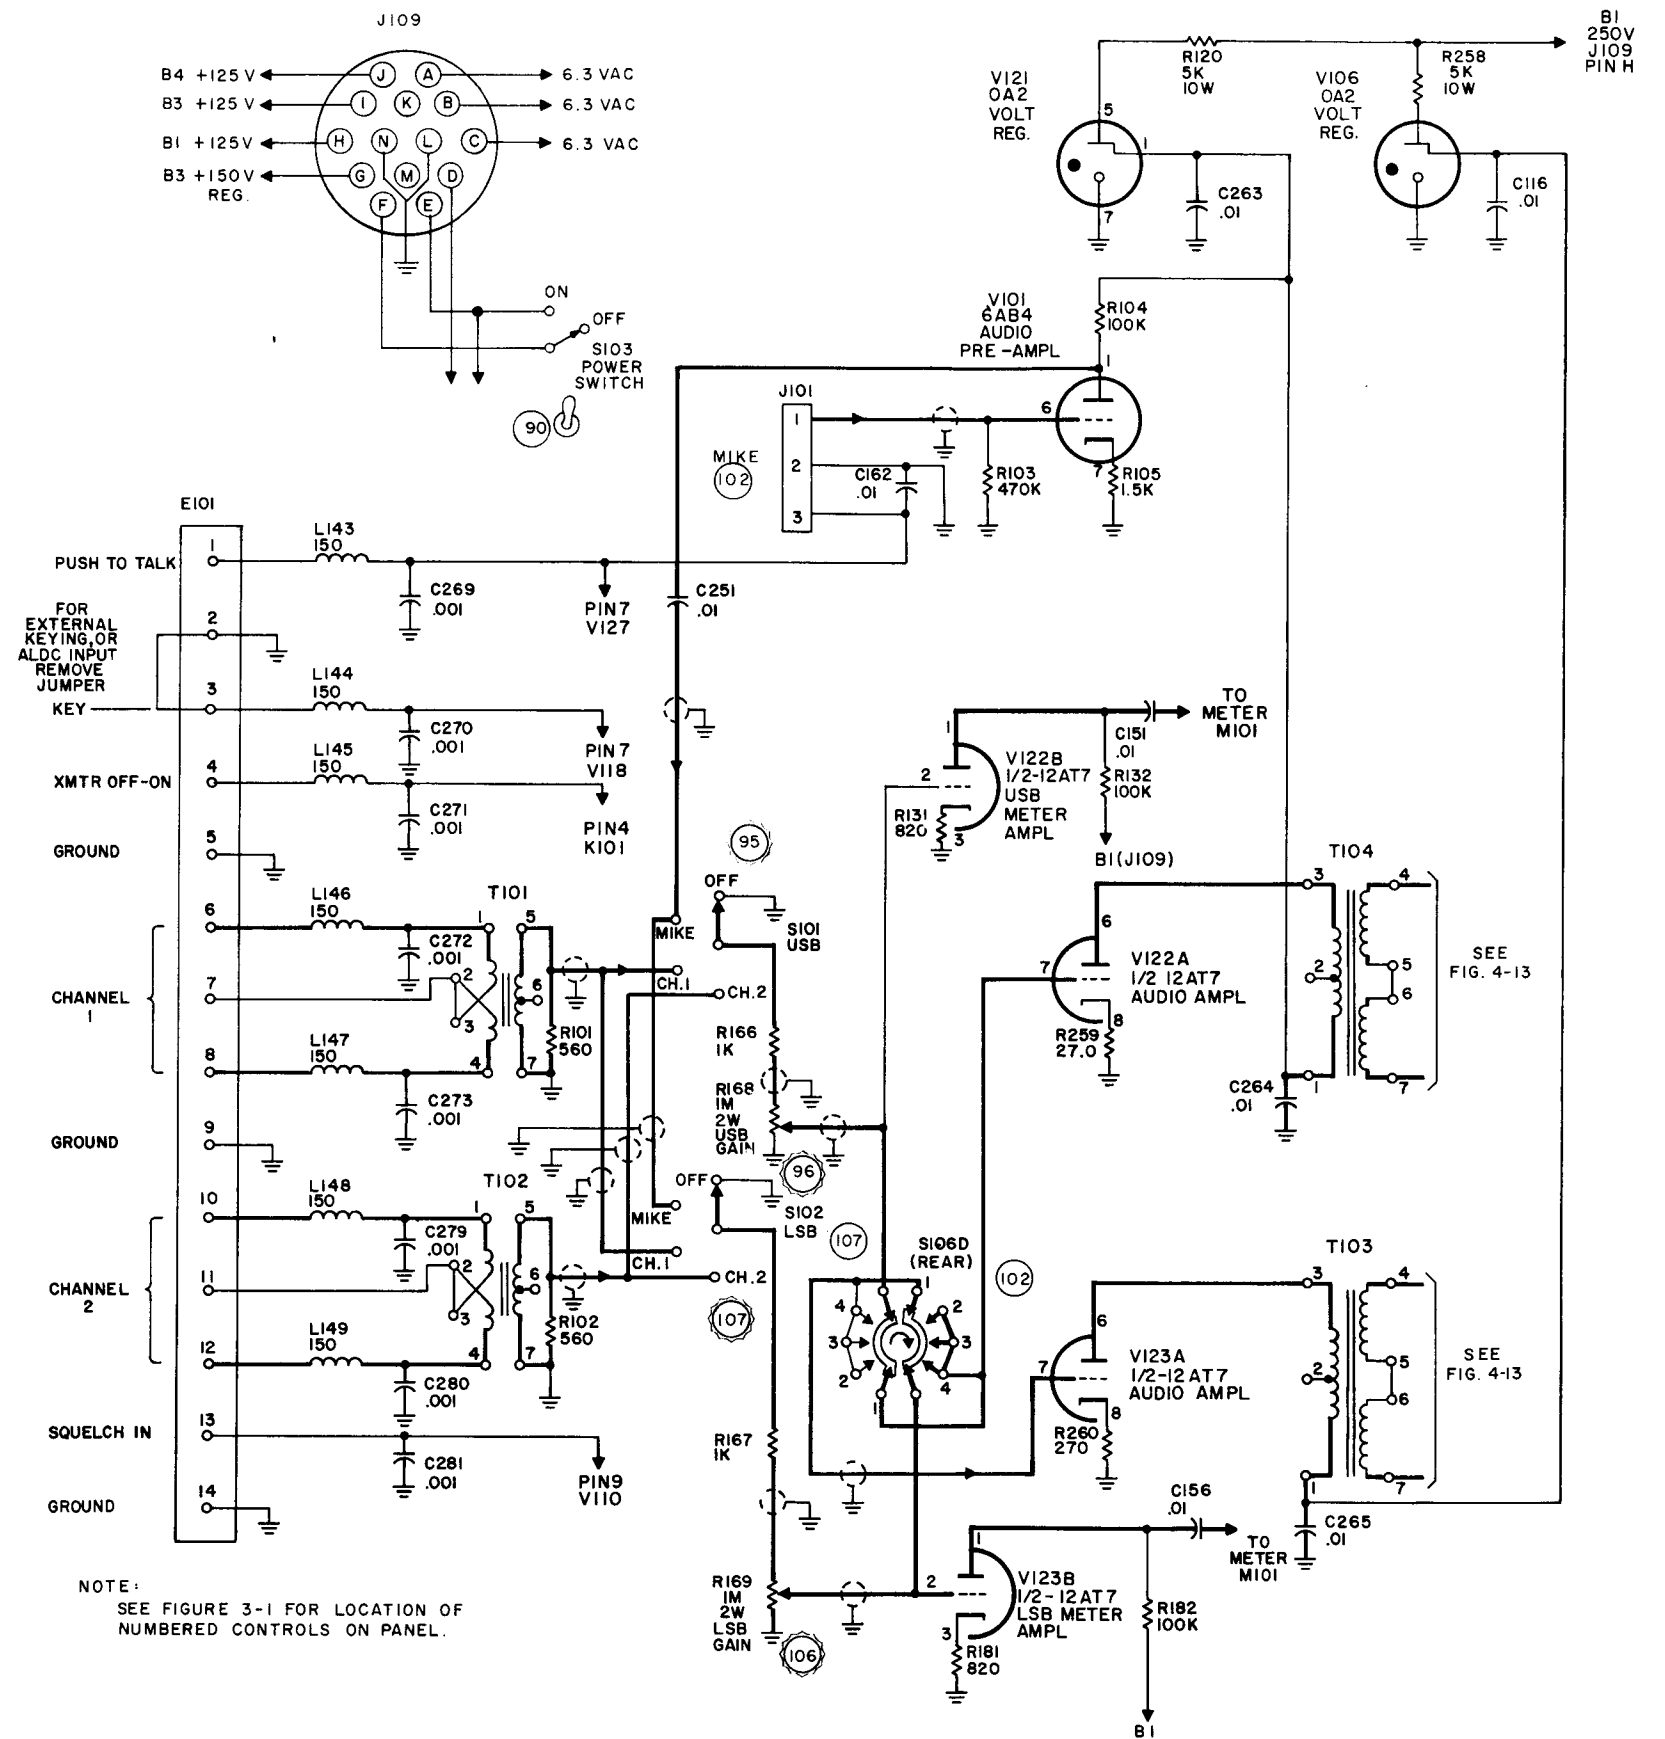 J109
J
A
B4 +125 V
6.3 VAC
I
K
B
B3 +125 V
6.3 VAC
H
N
L
C
B1 +125V
6.3 VAC
G
M
D
B3 +150 V
REG.
F
E
ON
OFF
S103
POWER
SWITCH
90
B1
250V
J109
PIN H
R120
5K
10W
R258
5K
10W
V121
OA2
VOLT
REG.
5
1
7
C263
.01
V106
OA2
VOLT
REG.
C116
.01
V101
6AB4
AUDIO
PRE-AMPL
R104
100K
1
6
7
R105
1.5K
R103
470K
J101
1
2
3
MIKE
102
C162
.01
E101
PUSH TO TALK
1
L143
150
C269
.001
PIN7
V127
C251
.01
FOR
EXTERNAL
KEYING,OR
ALDC INPUT
REMOVE
JUMPER
2
KEY
3
L144
150
C270
.001
PIN 7
V118
XMTR OFF-ON
4
L145
150
C271
.001
PIN4
K101
GROUND
5
CHANNEL
1
6
L146
150
C272
.001
7
8
L147
150
C273
.001
T101
1
2
3
4
5
6
7
R101
560
GROUND
9
CHANNEL
2
10
L148
150
C279
.001
11
12
L149
150
C280
.001
T102
1
2
3
4
5
6
7
R102
560
SQUELCH IN
13
C281
.001
PIN9
V110
GROUND
14
95
OFF
S101
USB
MIKE
CH.1
CH.2
R166
1K
R168
1M
2W
USB
GAIN
96
OFF
S102
LSB
MIKE
CH.1
CH.2
107
R167
1K
R169
1M
2W
LSB
GAIN
106
TO
METER
M101
C151
.01
R132
100K
B1(J109)
1
2
3
V122B
1/2-12AT7
USB
METER
AMPL
R131
820
6
7
8
V122A
1/2 12AT7
AUDIO AMPL
R259
27.0
T104
3
2
1
4
5
6
7
SEE
FIG. 4-13
C264
.01
107
S106D
(REAR)
102
1
4
2
3
3
2
4
1
6
7
8
V123A
1/2-12 AT7
AUDIO AMPL
R260
270
T103
3
2
1
4
5
6
7
SEE
FIG. 4-13
C265
.01
C156
.01
TO
METER
M101
1
2
3
V123B
1/2-12AT7
LSB METER
AMPL
R181
820
R182
100K
B1
NOTE:
SEE FIGURE 3-1 FOR LOCATION OF
NUMBERED CONTROLS ON PANEL.